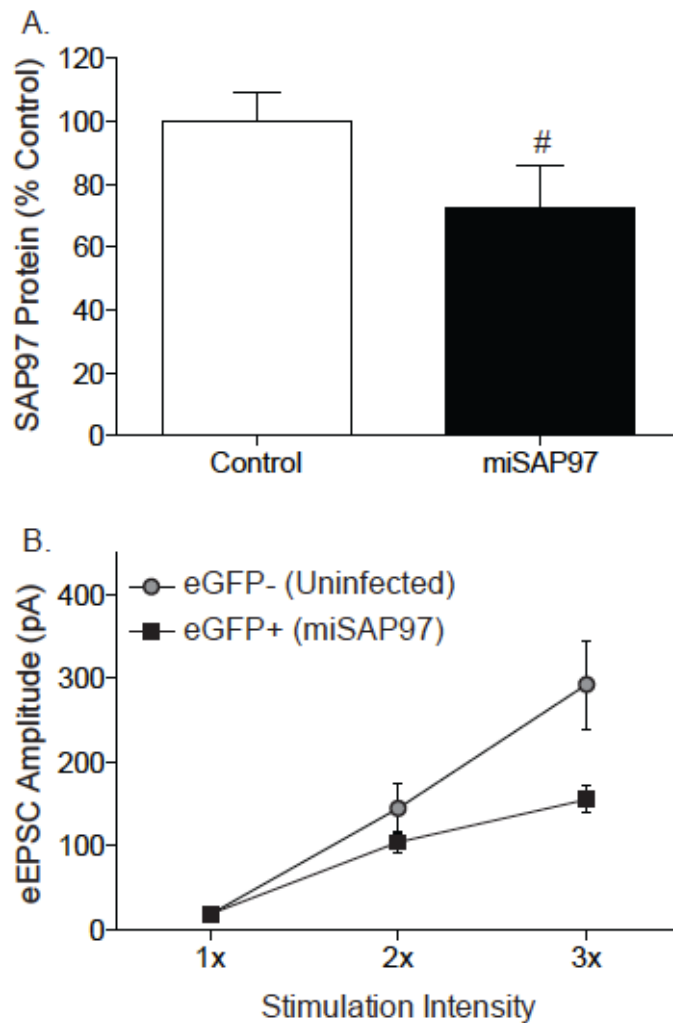 A.
SAP97 Protein (% Control)
120
100
80
60
40
20
0
#
Control miSAP97
B.
eEPSC Amplitude (pA)
400
300
200
100
0
eGFP- (Uninfected)
eGFP+ (miSAP97)
1x 2x 3x
Stimulation Intensity